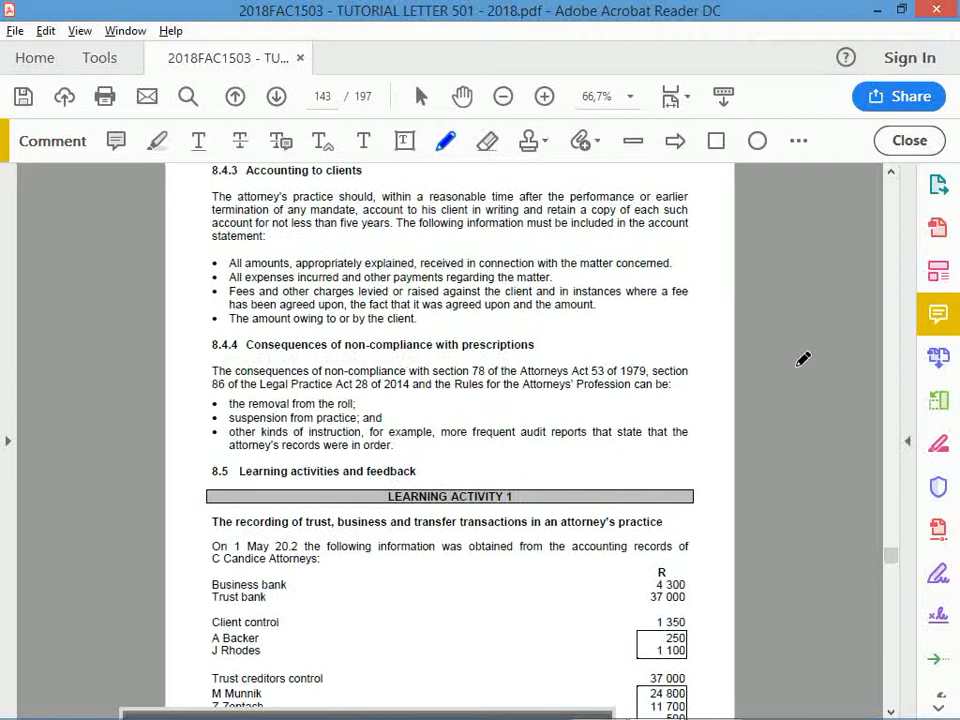 2018FAC1503 - TUTORIAL LETTER 501 - 2018.pdf - Adobe Acrobat Reader DC
File Edit View Window Help
Home Tools 2018FAC1503 - TU... × Sign In
143 / 197 66,7% Share
Comment Close
8.4.3 Accounting to clients
The attorney's practice should, within a reasonable time after the performance or earlier
termination of any mandate, account to his client in writing and retain a copy of each such
account for not less than five years. The following information must be included in the account
statement:
• All amounts, appropriately explained, received in connection with the matter concerned.
• All expenses incurred and other payments regarding the matter.
• Fees and other charges levied or raised against the client and in instances where a fee
has been agreed upon, the fact that it was agreed upon and the amount.
• The amount owing to or by the client.
8.4.4 Consequences of non-compliance with prescriptions
The consequences of non-compliance with section 78 of the Attorneys Act 53 of 1979, section
86 of the Legal Practice Act 28 of 2014 and the Rules for the Attorneys' Profession can be:
• the removal from the roll;
• suspension from practice; and
• other kinds of instruction, for example, more frequent audit reports that state that the
attorney's records were in order.
8.5 Learning activities and feedback
LEARNING ACTIVITY 1
The recording of trust, business and transfer transactions in an attorney's practice
On 1 May 20.2 the following information was obtained from the accounting records of
C Candice Attorneys:
R
Business bank 4 300
Trust bank 37 000
Client control 1 350
A Backer 250
J Rhodes 1 100
Trust creditors control 37 000
M Munnik 24 800
11 700